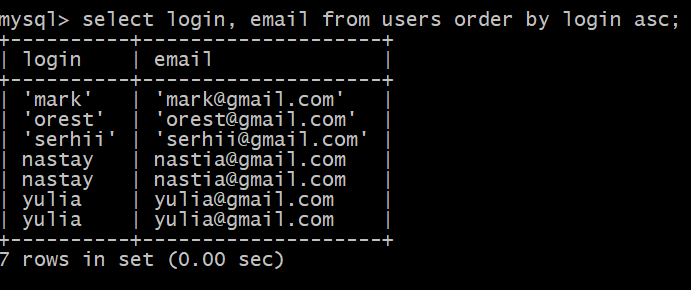 mysql> select login, email from users order by login asc;
+----------+--------------------+
| login    | email              |
+----------+--------------------+
| 'mark'   | 'mark@gmail.com'   |
| 'orest'  | 'orest@gmail.com'  |
| 'serhii' | 'serhii@gmail.com' |
| nastay   | nastia@gmail.com   |
| nastay   | nastia@gmail.com   |
| yulia    | yulia@gmail.com    |
| yulia    | yulia@gmail.com    |
+----------+--------------------+
7 rows in set (0.00 sec)